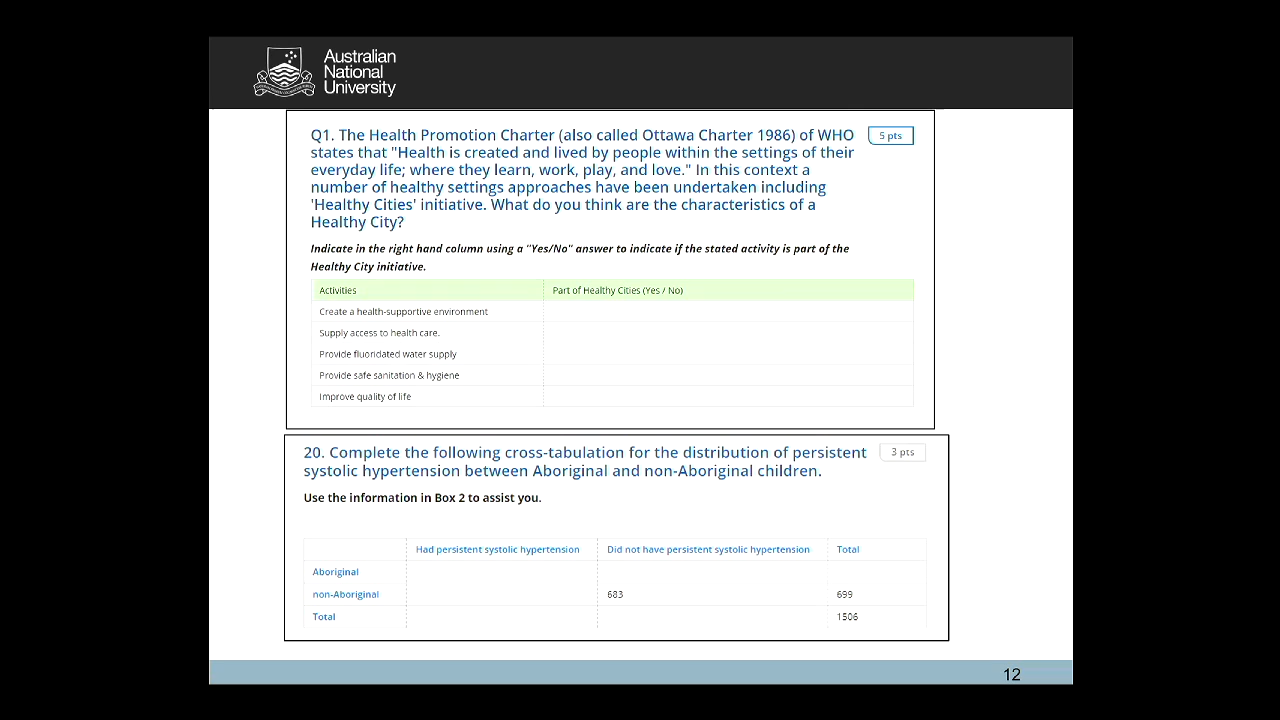 Australian
National
University
Q1. The Health Promotion Charter (also called Ottawa Charter 1986) of WHO
5 pts
states that "Health is created and lived by people within the settings of their
everyday life; where they learn, work, play, and love." In this context a
number of healthy settings approaches have been undertaken including
'Healthy Cities' initiative. What do you think are the characteristics of a
Healthy City?
Indicate in the right hand column using a "Yes/No" answer to indicate if the stated activity is part of the
Healthy City initiative.
Activities Part of Healthy Cities (Yes / No)
Create a health-supportive environment
Supply access to health care.
Provide fluoridated water supply
Provide safe sanitation & hygiene
Improve quality of life
20. Complete the following cross-tabulation for the distribution of persistent
3 pts
systolic hypertension between Aboriginal and non-Aboriginal children.
Use the information in Box 2 to assist you.
Had persistent systolic hypertension Did not have persistent systolic hypertension Total
Aboriginal
non-Aboriginal 683 699
Total 1506
12